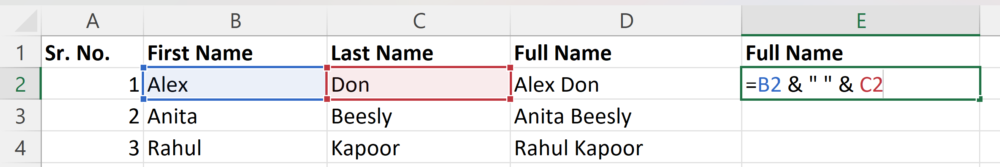 A B C D E
1 Sr. No. First Name Last Name Full Name Full Name
2 1 Alex Don Alex Don =B2 & " " & C2
3 2 Anita Beesly Anita Beesly
4 3 Rahul Kapoor Rahul Kapoor